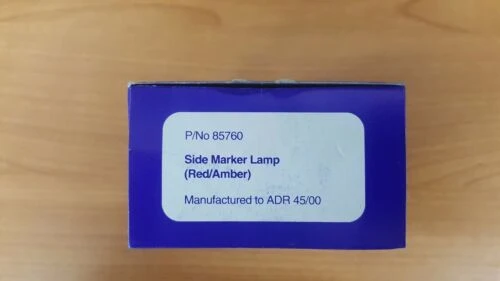 P/No 85760
Side Marker Lamp
(Red/Amber)
Manufactured to ADR 45/00